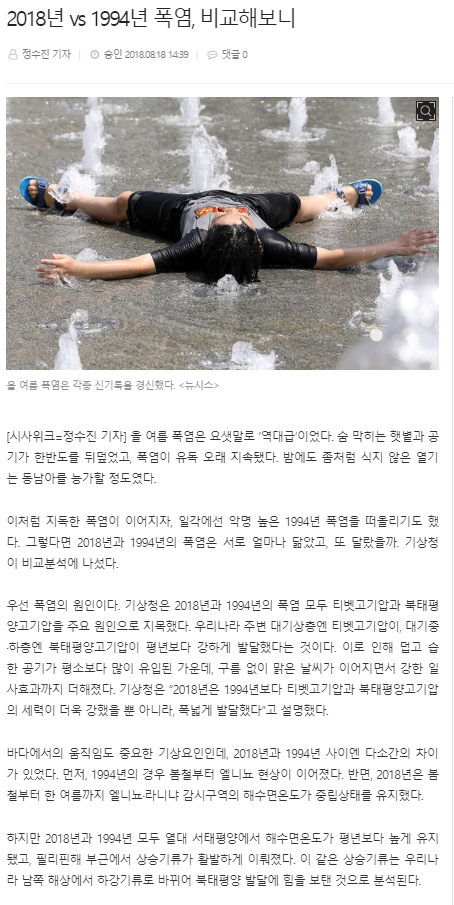 2018년 vs 1994년 폭염, 비교해보니
정수진 기자 | 승인 2018.08.18 14:39 | 댓글 0
올 여름 폭염은 각종 신기록을 경신했다. <뉴시스>
[시사위크=정수진 기자] 올 여름 폭염은 요샛말로 ‘역대급’이었다. 숨 막히는 햇볕과 공
기가 한반도를 뒤덮었고, 폭염이 유독 오래 지속됐다. 밤에도 좀처럼 식지 않은 열기
는 동남아를 능가할 정도였다.
이처럼 지독한 폭염이 이어지자, 일각에선 악명 높은 1994년 폭염을 떠올리기도 했
다. 그렇다면 2018년과 1994년의 폭염은 서로 얼마나 닮았고, 또 달랐을까. 기상청
이 비교분석에 나섰다.
우선 폭염의 원인이다. 기상청은 2018년과 1994년의 폭염 모두 티벳고기압과 북태평
양고기압을 주요 원인으로 지목했다. 우리나라 주변 대기상층엔 티벳고기압이, 대기중
·하층엔 북태평양고기압이 평년보다 강하게 발달했다는 것이다. 이로 인해 덥고 습
한 공기가 평소보다 많이 유입된 가운데, 구름 없이 맑은 날씨가 이어지면서 강한 일
사효과까지 더해졌다. 기상청은 “2018년은 1994년보다 티벳고기압과 북태평양고기압
의 세력이 더욱 강했을 뿐 아니라, 폭넓게 발달했다”고 설명했다.
바다에서의 움직임도 중요한 기상요인인데, 2018년과 1994년 사이엔 다소간의 차이
가 있었다. 먼저, 1994년의 경우 봄철부터 엘니뇨 현상이 이어졌다. 반면, 2018년은 봄
철부터 한 여름까지 엘니뇨·라니냐 감시구역의 해수면온도가 중립상태를 유지했다.
하지만 2018년과 1994년 모두 열대 서태평양에서 해수면온도가 평년보다 높게 유지
됐고, 필리핀해 부근에서 상승기류가 활발하게 이뤄졌다. 이 같은 상승기류는 우리나
라 남쪽 해상에서 하강기류로 바뀌어 북태평양 발달에 힘을 보탠 것으로 분석된다.